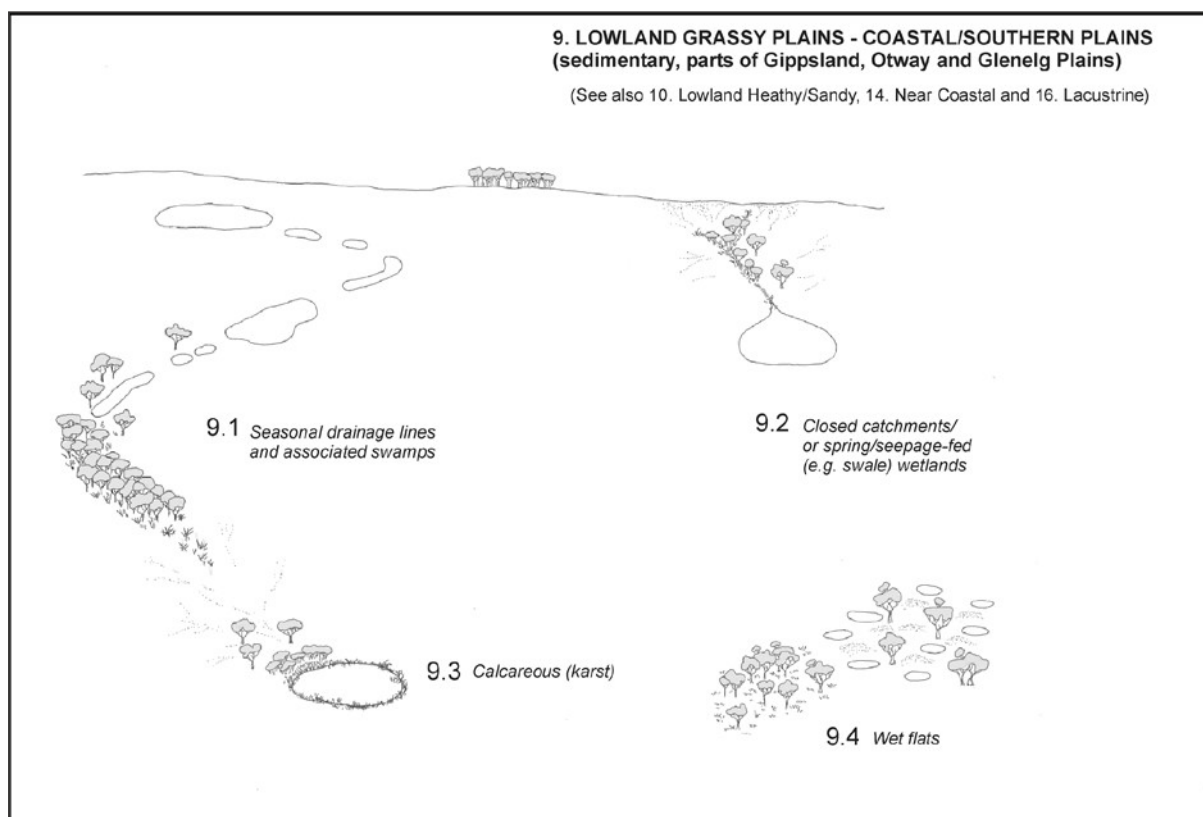 9. LOWLAND GRASSY PLAINS - COASTAL/SOUTHERN PLAINS
(sedimentary, parts of Gippsland, Otway and Glenelg Plains)
(See also 10. Lowland Heathy/Sandy, 14. Near Coastal and 16. Lacustrine)
9.1 Seasonal drainage lines
and associated swamps
9.2 Closed catchments/
or spring/seepage-fed
(e.g. swale) wetlands
9.3 Calcareous (karst)
9.4 Wet flats